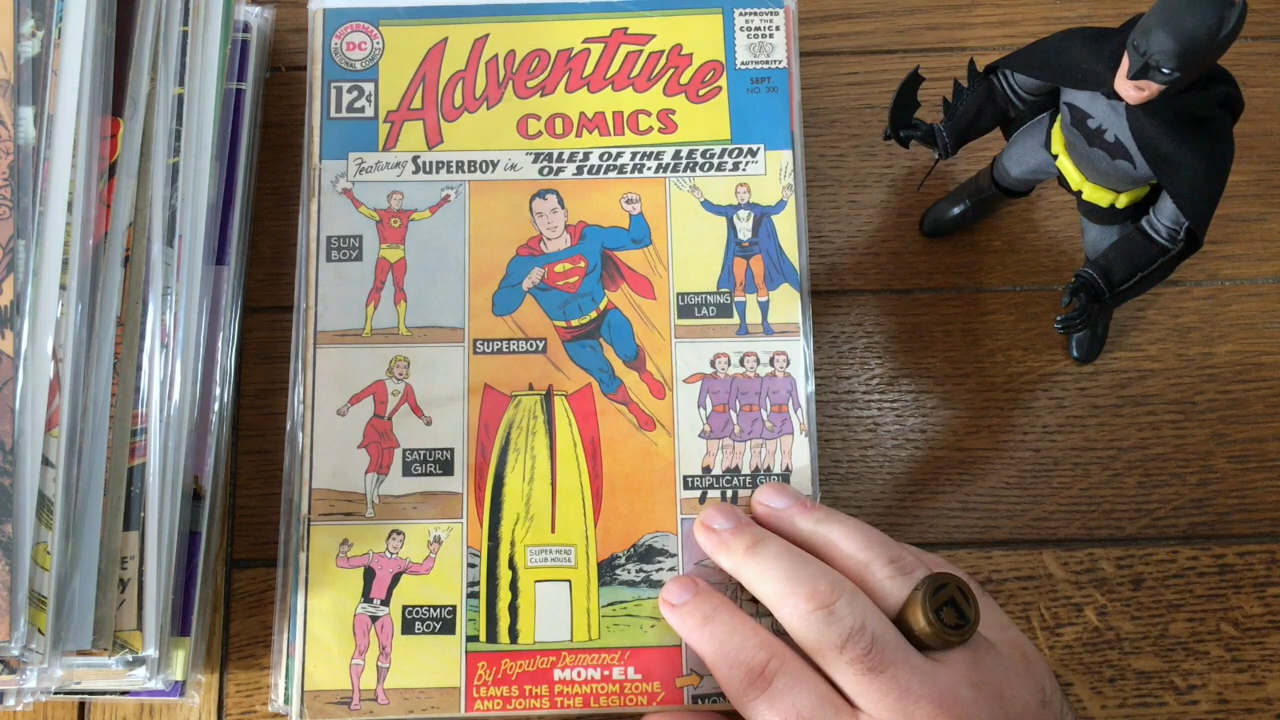 SUPERMAN
DC
NATIONAL COMICS
12¢
Adventure
COMICS
APPROVED
BY THE
COMICS
CODE
AUTHORITY
SEPT.
NO. 300
Featuring SUPERBOY in "TALES OF THE LEGION
OF SUPER-HEROES!"
SUN
BOY
SUPERBOY
LIGHTNING
LAD
SATURN
GIRL
TRIPLICATE GIRL
SUPER-HERO
CLUB HOUSE
COSMIC
BOY
By Popular Demand!
MON-EL
LEAVES THE PHANTOM ZONE
AND JOINS THE LEGION!
MON